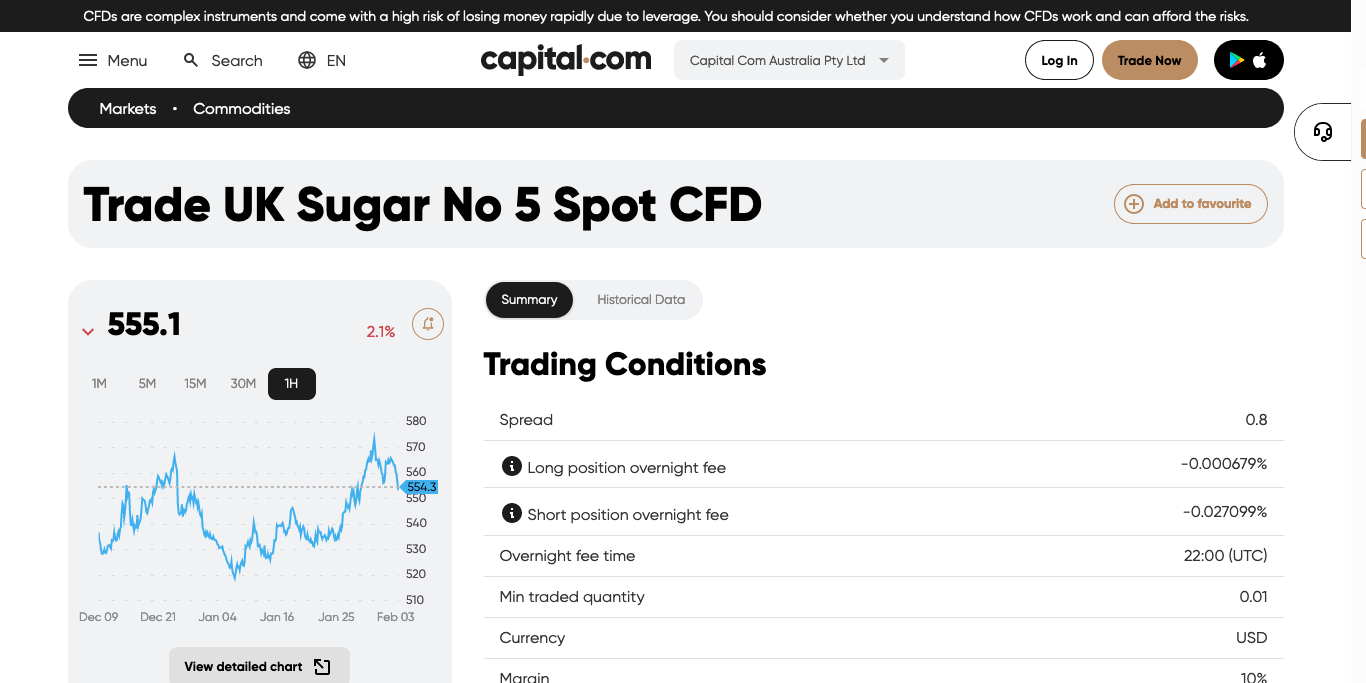 CFDs are complex instruments and come with a high risk of losing money rapidly due to leverage. You should consider whether you understand how CFDs work and can afford the risks.
Menu Search EN capital.com Capital Com Australia Pty Ltd Log In Trade Now
Markets • Commodities
Trade UK Sugar No 5 Spot CFD Add to favourite
555.1 2.1%
1M 5M 15M 30M 1H
580
570
560
554.3
550
540
530
520
510
Dec 09 Dec 21 Jan 04 Jan 16 Jan 25 Feb 03
View detailed chart
Summary Historical Data
Trading Conditions
Spread 0.8
Long position overnight fee -0.000679%
Short position overnight fee -0.027099%
Overnight fee time 22:00 (UTC)
Min traded quantity 0.01
Currency USD
Margin 10%